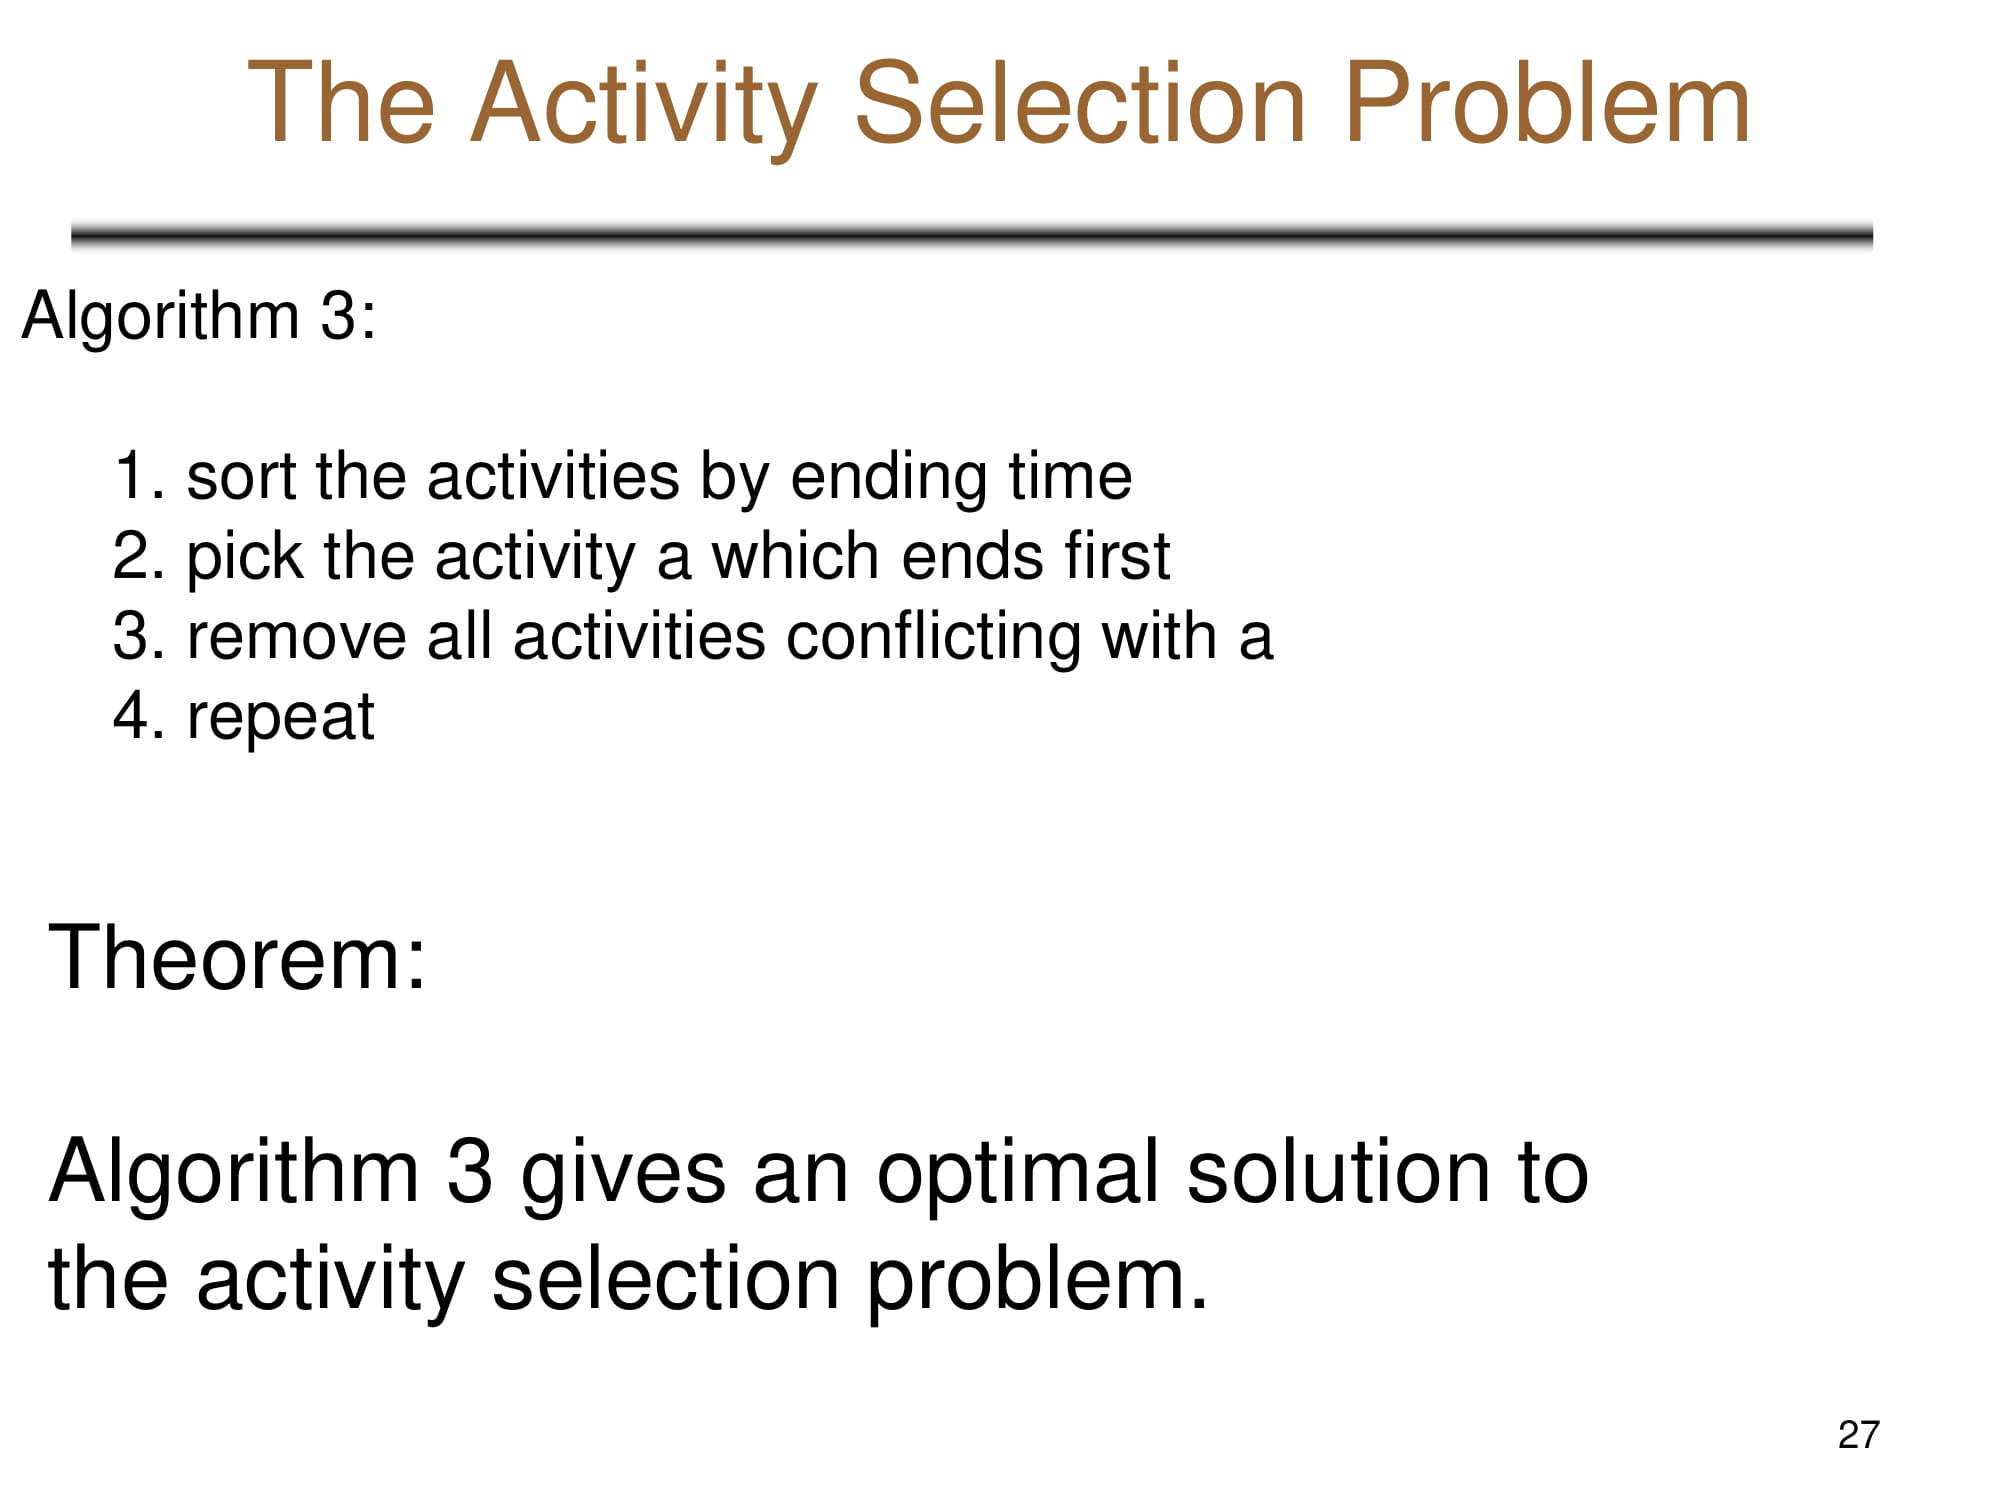 The Activity Selection Problem
Algorithm 3:
1. sort the activities by ending time
2. pick the activity a which ends first
3. remove all activities conflicting with a
4. repeat
Theorem:
Algorithm 3 gives an optimal solution to
the activity selection problem.
27